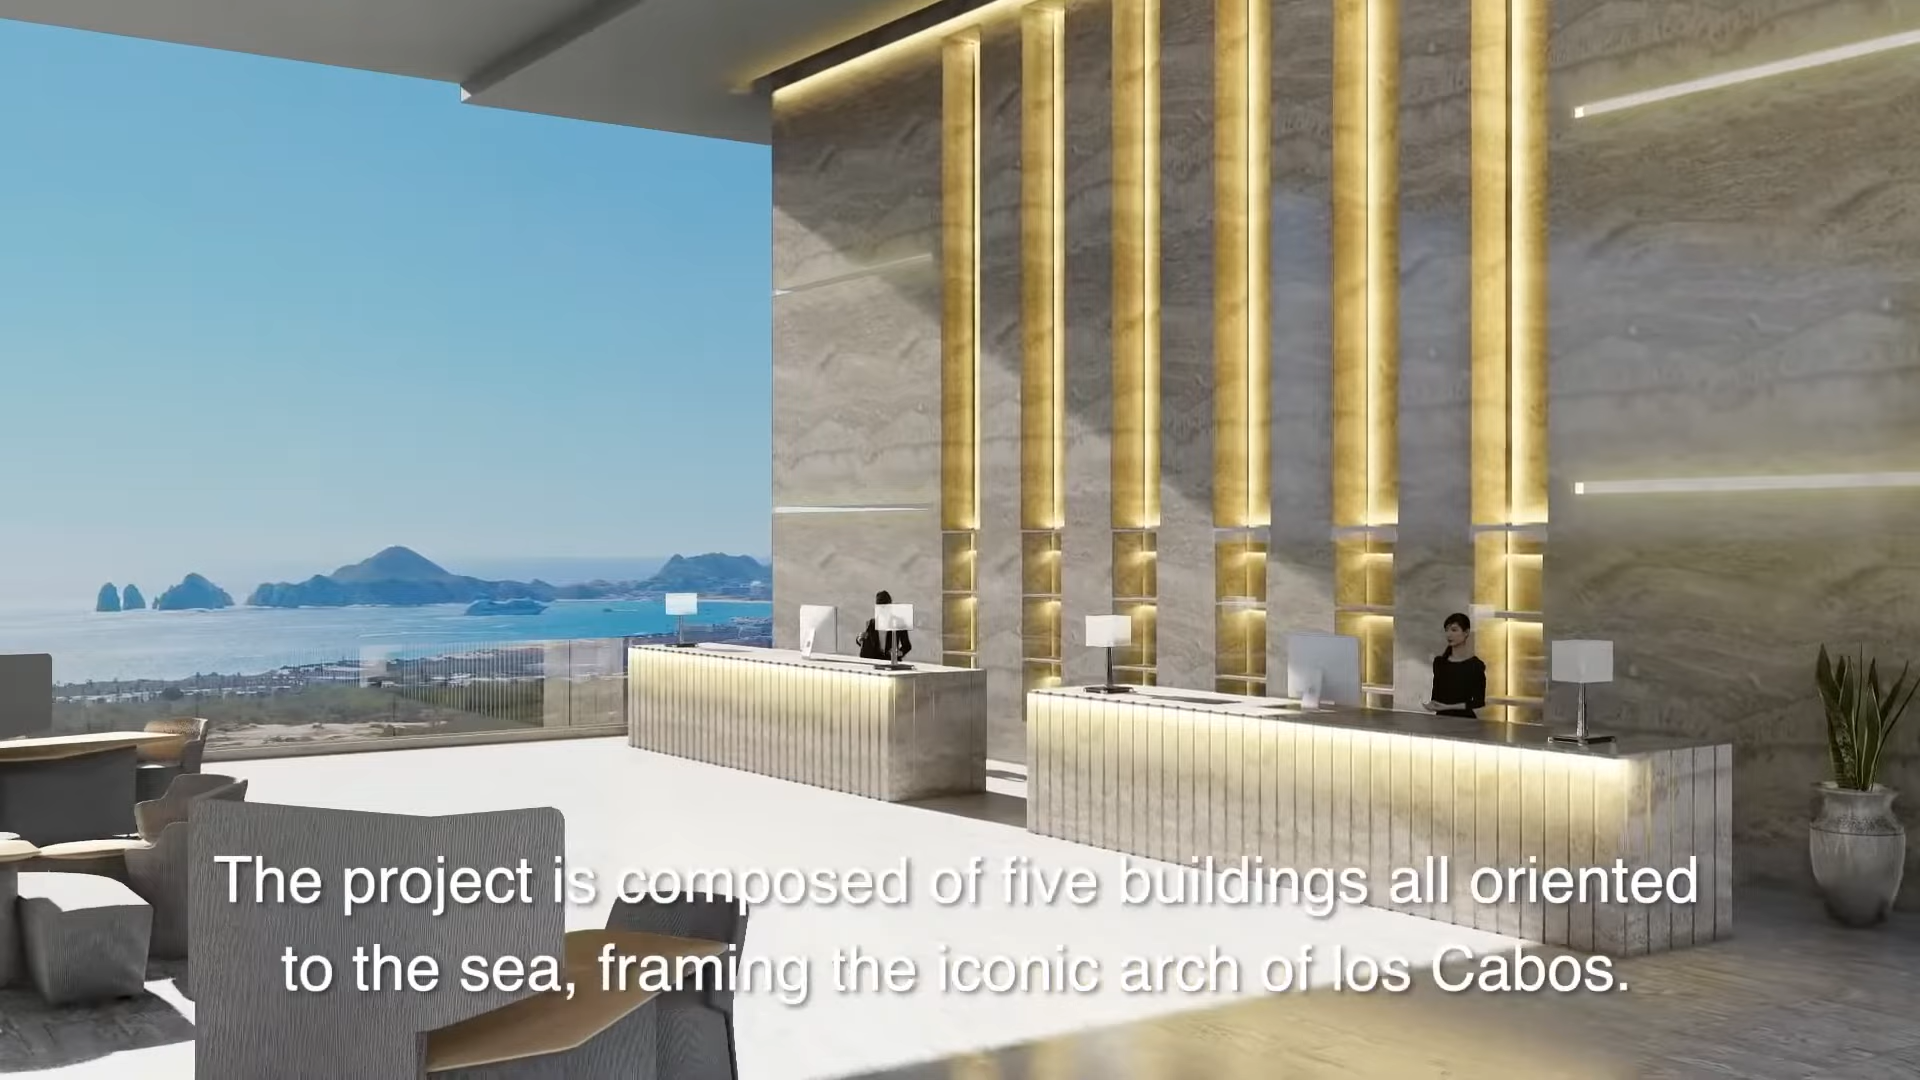 The project is composed of five buildings all oriented
to the sea, framing the iconic arch of los Cabos.